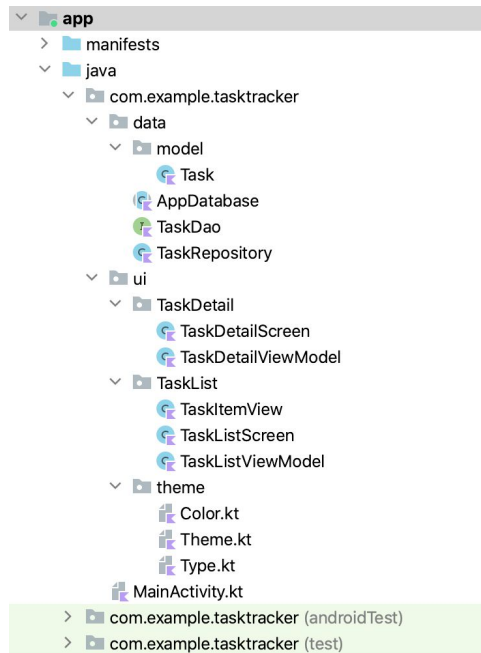 app
manifests
java
com.example.tasktracker
data
model
Task
AppDatabase
TaskDao
TaskRepository
ui
TaskDetail
TaskDetailScreen
TaskDetailViewModel
TaskList
TaskItemView
TaskListScreen
TaskListViewModel
theme
Color.kt
Theme.kt
Type.kt
MainActivity.kt
com.example.tasktracker (androidTest)
com.example.tasktracker (test)